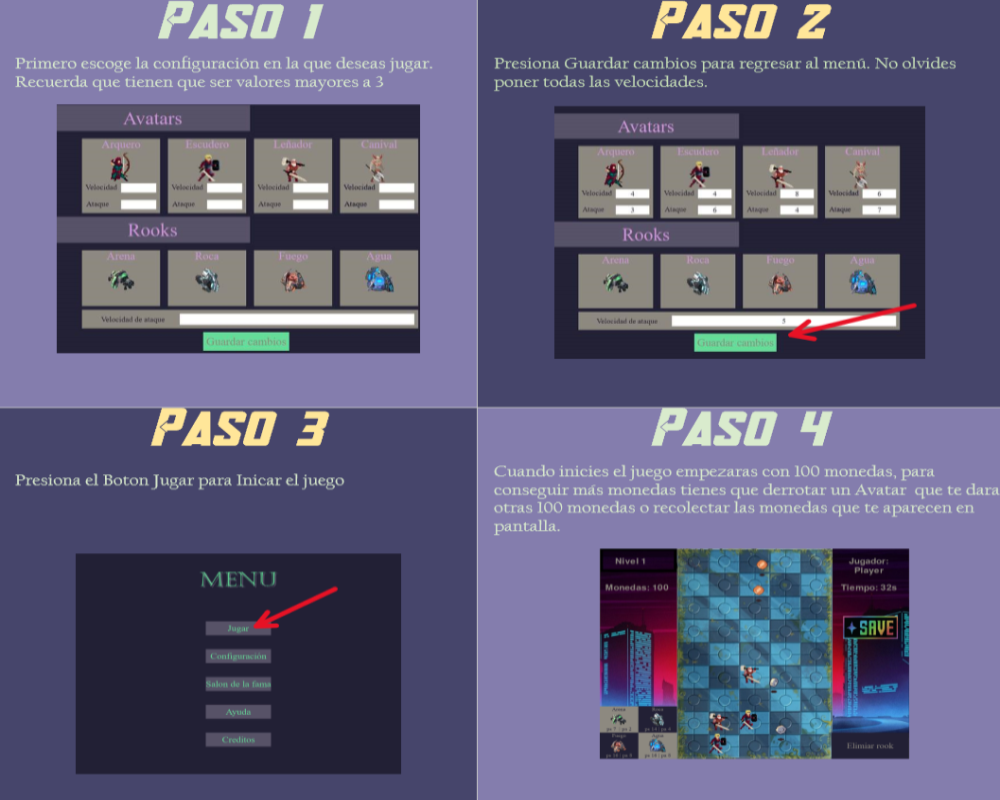 PASO 1
Primero escoge la configuración en la que deseas jugar.
Recuerda que tienen que ser valores mayores a 3
Avatars
Arquero Escudero Leñador Canival
Velocidad Velocidad Velocidad Velocidad
Ataque Ataque Ataque Ataque
Rooks
Arena Roca Fuego Agua
Velocidad de ataque
Guardar cambios
PASO 2
Presiona Guardar cambios para regresar al menú. No olvides
poner todas las velocidades.
Avatars
Arquero Escudero Leñador Canival
Velocidad 4 Velocidad 4 Velocidad 8 Velocidad 6
Ataque 3 Ataque 6 Ataque 4 Ataque 7
Rooks
Arena Roca Fuego Agua
Velocidad de ataque 5
Guardar cambios
PASO 3
Presiona el Boton Jugar para Inicar el juego
MENU
Jugar
Configuración
Salon de la fama
Ayuda
Creditos
PASO 4
Cuando inicies el juego empezaras con 100 monedas, para
conseguir más monedas tienes que derrotar un Avatar que te dara
otras 100 monedas o recolectar las monedas que te aparecen en
pantalla.
Nivel 1
Monedas: 100
Jugador:
Player
Tiempo: 32s
SAVE
Arena Roca
Fuego Agua
Elimiar rook